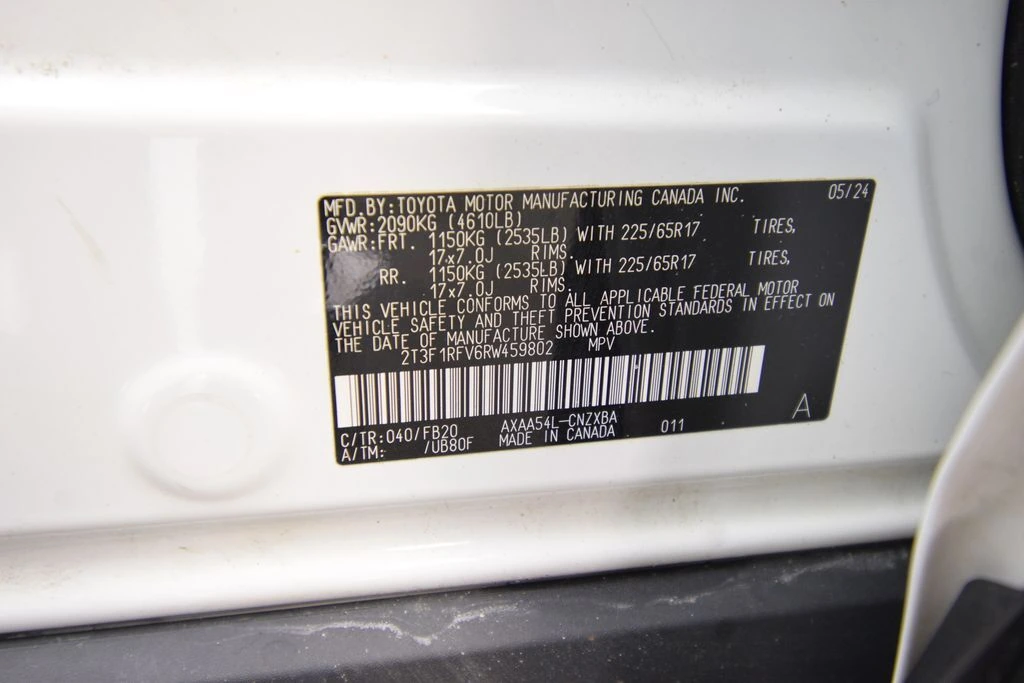 MFD.BY:TOYOTA MOTOR MANUFACTURING CANADA INC. 05/24
GVWR:2090KG (4610LB)
GAWR:FRT. 1150KG (2535LB) WITH 225/65R17 TIRES,
17x7.0J RIMS.
RR. 1150KG (2535LB) WITH 225/65R17 TIRES,
17x7.0J RIMS.
THIS VEHICLE CONFORMS TO ALL APPLICABLE FEDERAL MOTOR
VEHICLE SAFETY AND THEFT PREVENTION STANDARDS IN EFFECT ON
THE DATE OF MANUFACTURE SHOWN ABOVE.
2T3F1RFV6RW459802 MPV
C/TR:040/FB20 AXAA54L-CNZXBA 011 A
A/TM: /UB80F MADE IN CANADA